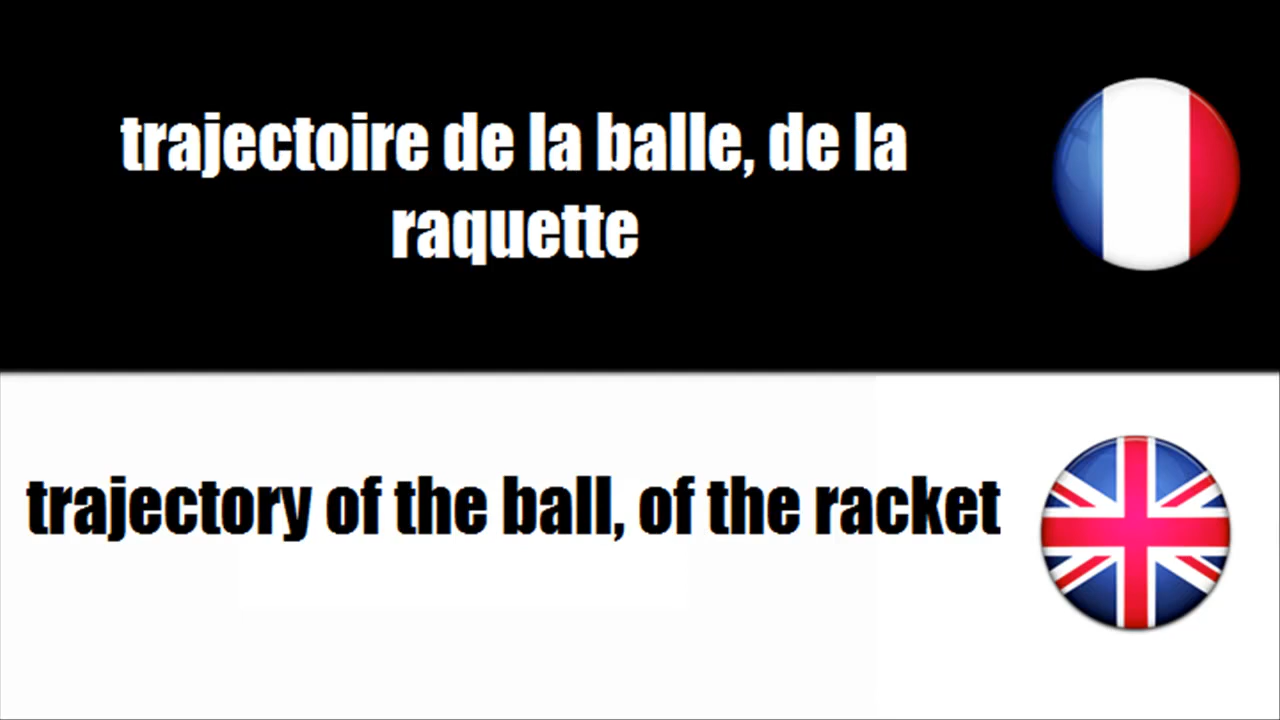 trajectoire de la balle, de la
raquette
trajectory of the ball, of the racket